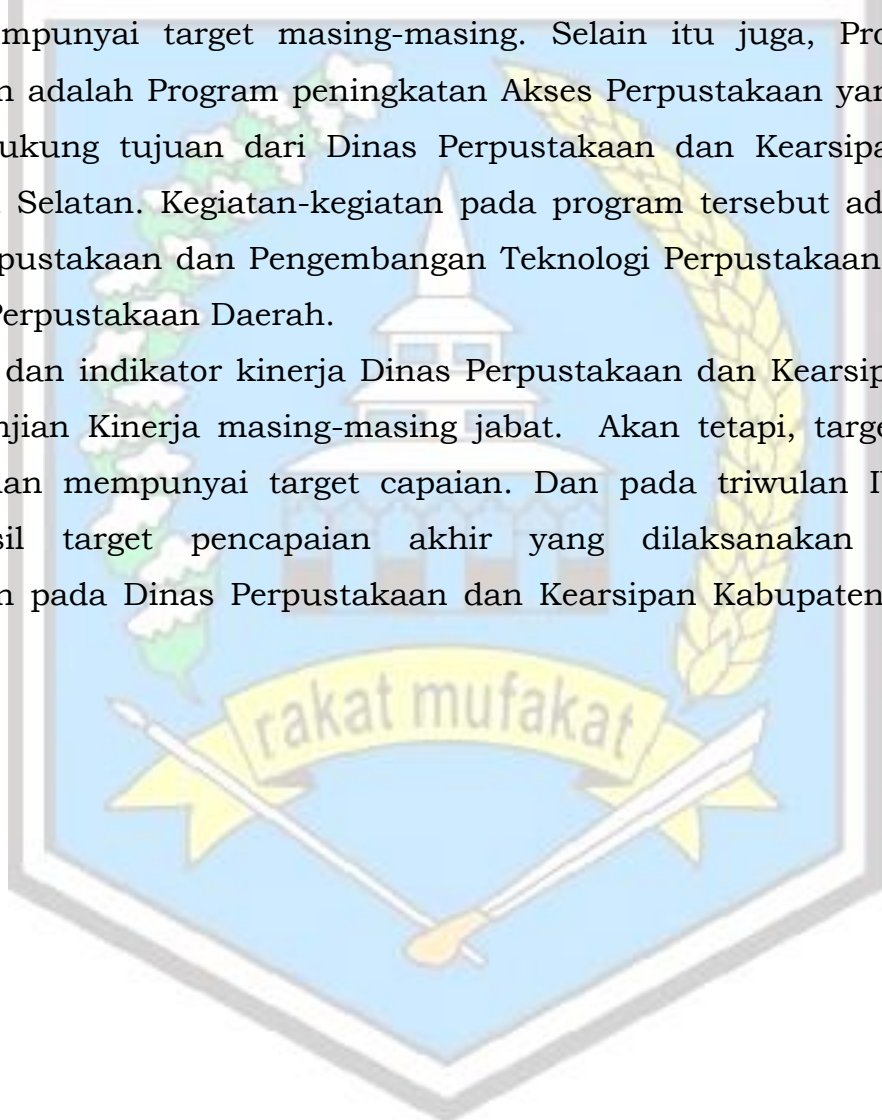 mpunyai target masing-masing. Selain itu juga, Pro
n adalah Program peningkatan Akses Perpustakaan yan
ukung tujuan dari Dinas Perpustakaan dan Kearsipa
Selatan. Kegiatan-kegiatan pada program tersebut ad
pustakaan dan Pengembangan Teknologi Perpustakaan
Perpustakaan Daerah.
dan indikator kinerja Dinas Perpustakaan dan Kearsip
njian Kinerja masing-masing jabat. Akan tetapi, targe
an mempunyai target capaian. Dan pada triwulan I
sil target pencapaian akhir yang dilaksanakan
n pada Dinas Perpustakaan dan Kearsipan Kabupaten
rakat mufakat